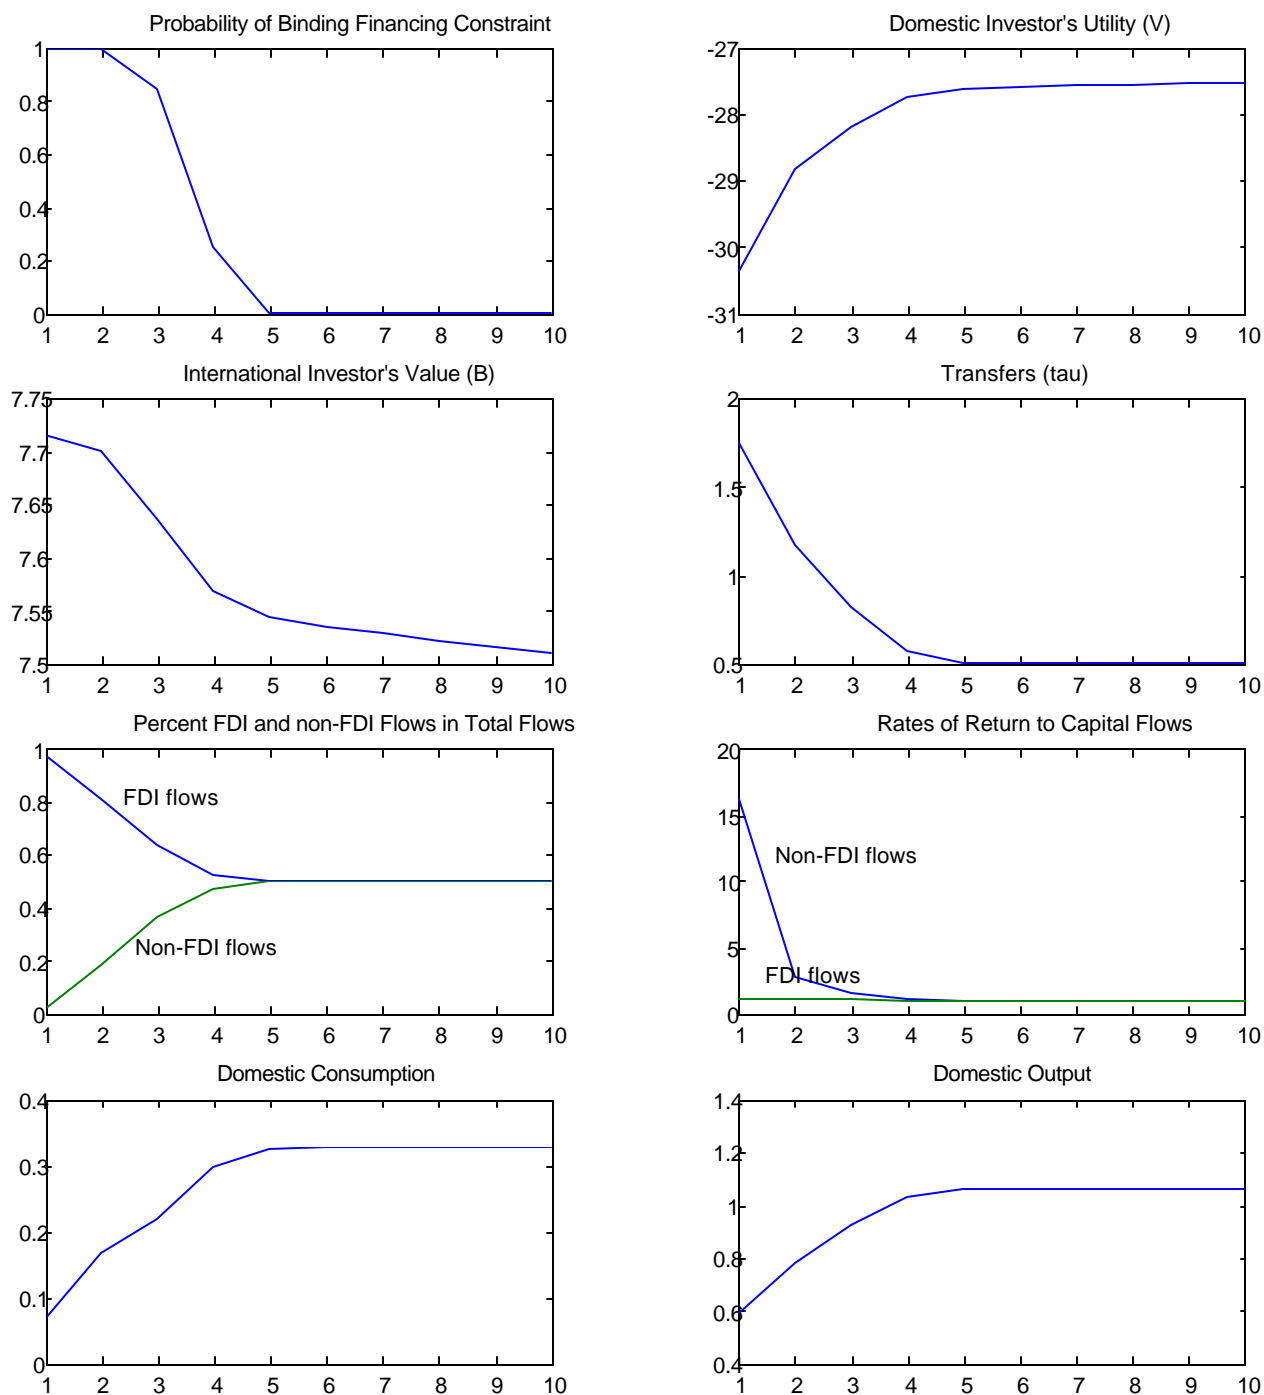 Probability of Binding Financing Constraint
1
0.8
0.6
0.4
0.2
0
1 2 3 4 5 6 7 8 9 10
Domestic Investor's Utility (V)
-27
-28
-29
-30
-31
1 2 3 4 5 6 7 8 9 10
International Investor's Value (B)
7.75
7.7
7.65
7.6
7.55
7.5
1 2 3 4 5 6 7 8 9 10
Transfers (tau)
2
1.5
1
0.5
1 2 3 4 5 6 7 8 9 10
Percent FDI and non-FDI Flows in Total Flows
1
0.8
0.6
0.4
0.2
0
FDI flows
Non-FDI flows
1 2 3 4 5 6 7 8 9 10
Rates of Return to Capital Flows
20
15
10
5
0
Non-FDI flows
FDI flows
1 2 3 4 5 6 7 8 9 10
Domestic Consumption
0.4
0.3
0.2
0.1
0
1 2 3 4 5 6 7 8 9 10
Domestic Output
1.4
1.2
1
0.8
0.6
0.4
1 2 3 4 5 6 7 8 9 10